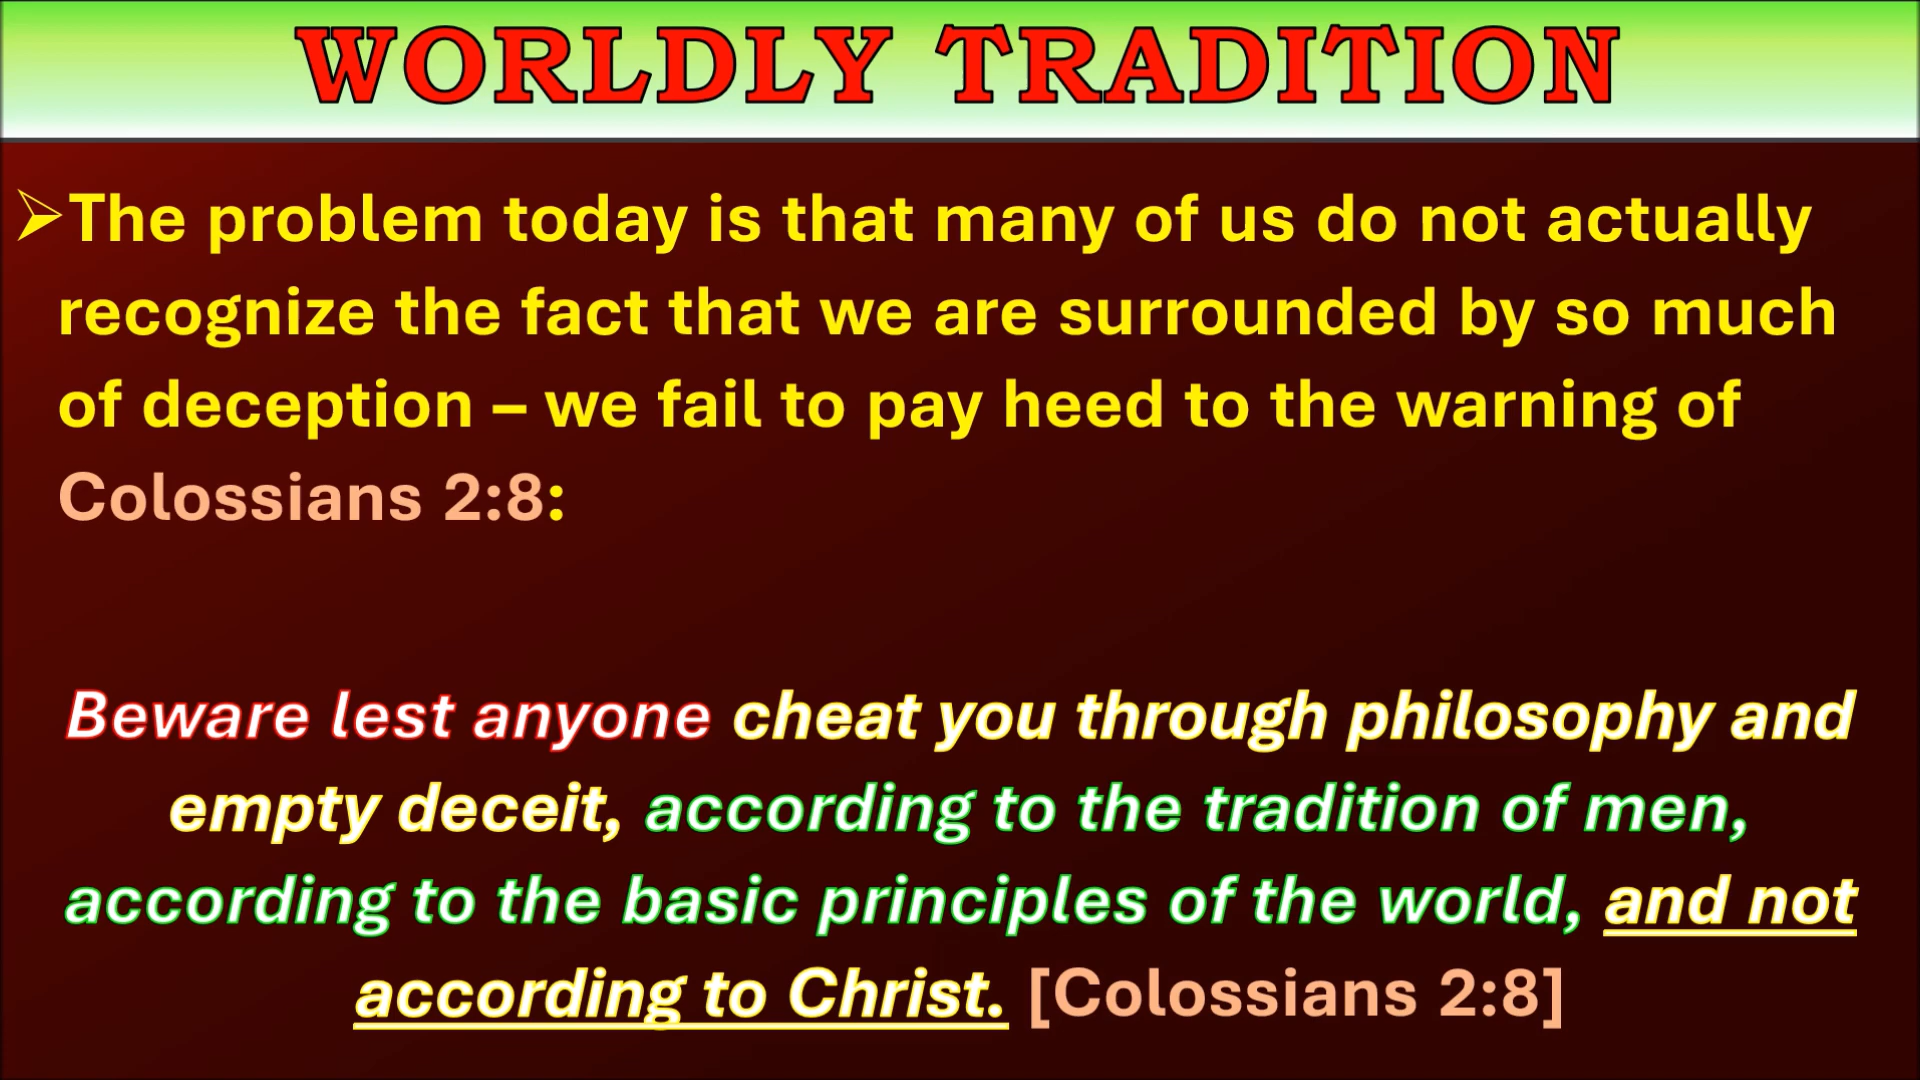 WORLDLY TRADITION
➢The problem today is that many of us do not actually
recognize the fact that we are surrounded by so much
of deception – we fail to pay heed to the warning of
Colossians 2:8:
Beware lest anyone cheat you through philosophy and
empty deceit, according to the tradition of men,
according to the basic principles of the world, and not
according to Christ. [Colossians 2:8]